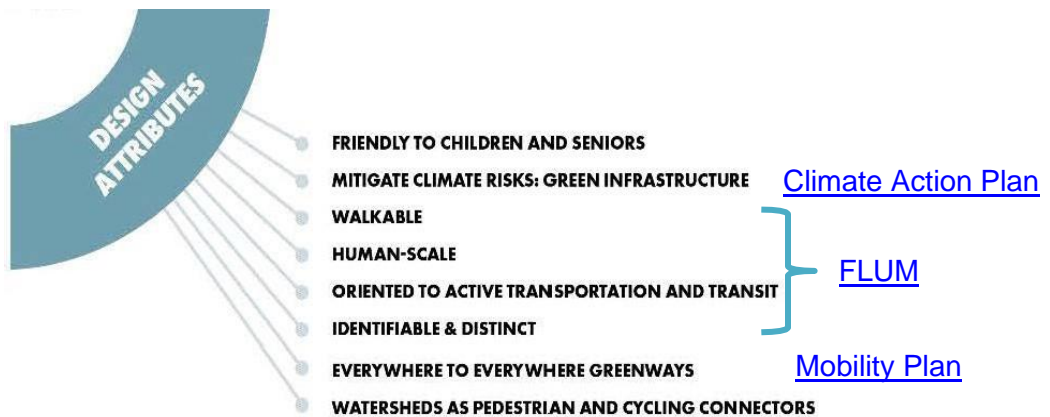 DESIGN
ATTRIBUTES
FRIENDLY TO CHILDREN AND SENIORS
MITIGATE CLIMATE RISKS: GREEN INFRASTRUCTURE
Climate Action Plan
WALKABLE
HUMAN-SCALE
FLUM
ORIENTED TO ACTIVE TRANSPORTATION AND TRANSIT
IDENTIFIABLE & DISTINCT
EVERYWHERE TO EVERYWHERE GREENWAYS
Mobility Plan
WATERSHEDS AS PEDESTRIAN AND CYCLING CONNECTORS